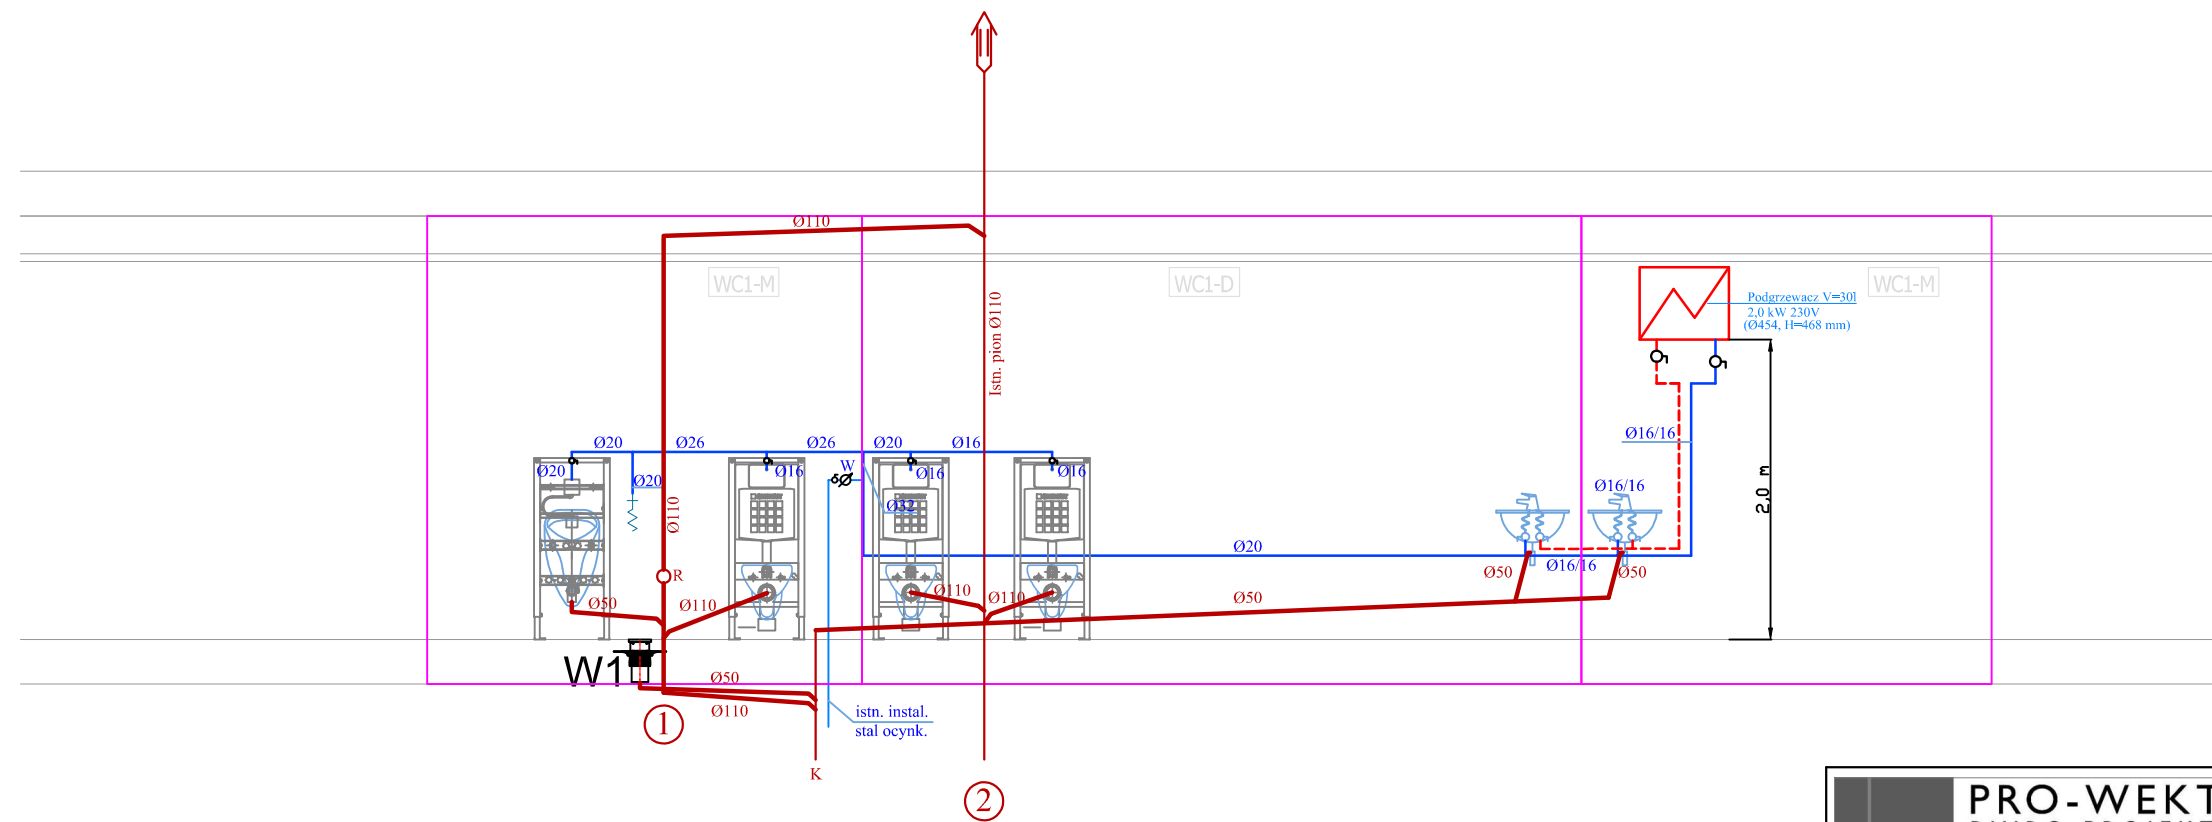 Ø110
WC1-M
WC1-D
WC1-M
Istn. pion Ø110
Podgrzewacz V=30l
2,0 kW 230V
(Ø454, H=468 mm)
Ø20
Ø26
Ø26
Ø20
Ø16
Ø16/16
Ø20
Ø20
Ø16
W
Ø16
Ø16
Ø16/16
2,0 m
Ø110
Ø32
Ø20
R
Ø50
Ø16/16
Ø50
Ø50
Ø110
Ø110
Ø110
Ø50
W1
Ø50
Ø110
1
istn. instal.
stal ocynk.
K
2
PRO-WEKT